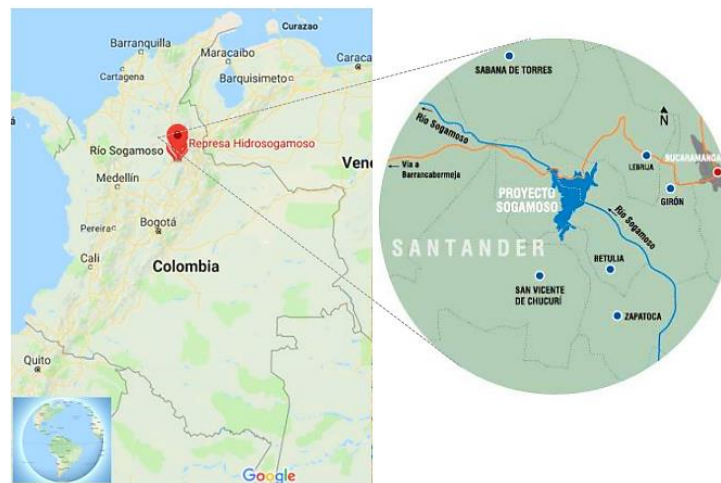 Curazao
Barranquilla
Maracaibo
Caraca
Cartagena
Barquisimeto
á
Represa Hidrosogamoso
Río Sogamoso
Ven
Medellín
Pereira
Bogotá
Cali
Colombia
Quito
Google
SABANA DE TORRES
N
Río Sogamoso
Vía a
Barrancabermeja
LEBRIJA
BUCARAMANGA
GIRÓN
PROYECTO
SOGAMOSO
Río Sogamoso
SANTANDER
BETULIA
SAN VICENTE
DE CHUCURÍ
ZAPATOCA